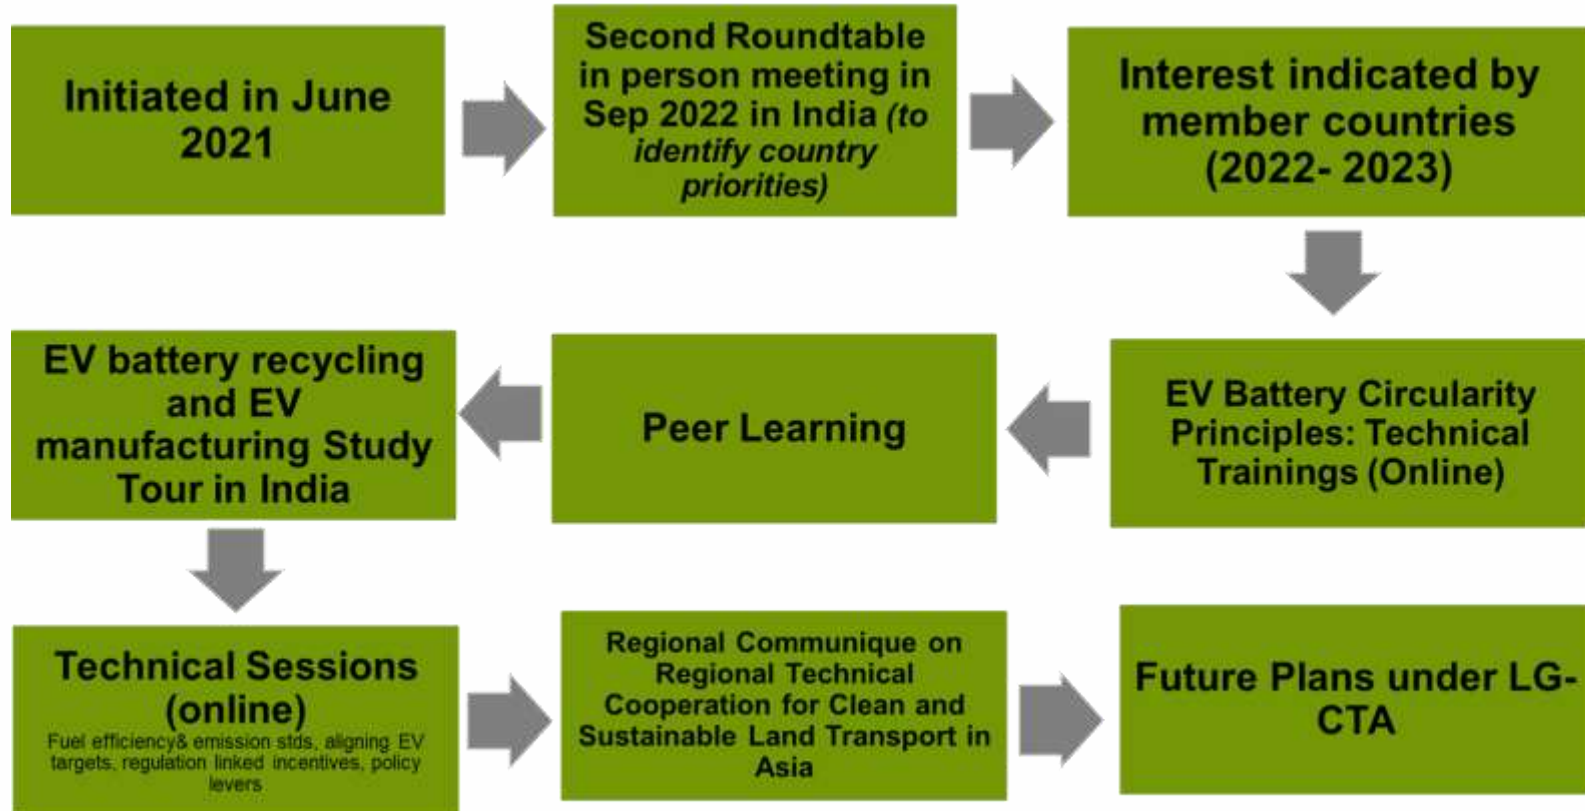 Initiated in June
2021
Second Roundtable
in person meeting in
Sep 2022 in India (to
identify country
priorities)
Interest indicated by
member countries
(2022- 2023)
EV Battery Circularity
Principles: Technical
Trainings (Online)
Peer Learning
EV battery recycling
and EV
manufacturing Study
Tour in India
Technical Sessions
(online)
Fuel efficiency& emission stds, aligning EV
targets, regulation linked incentives, policy
levers
Regional Communique on
Regional Technical
Cooperation for Clean and
Sustainable Land Transport in
Asia
Future Plans under LG-
CTA